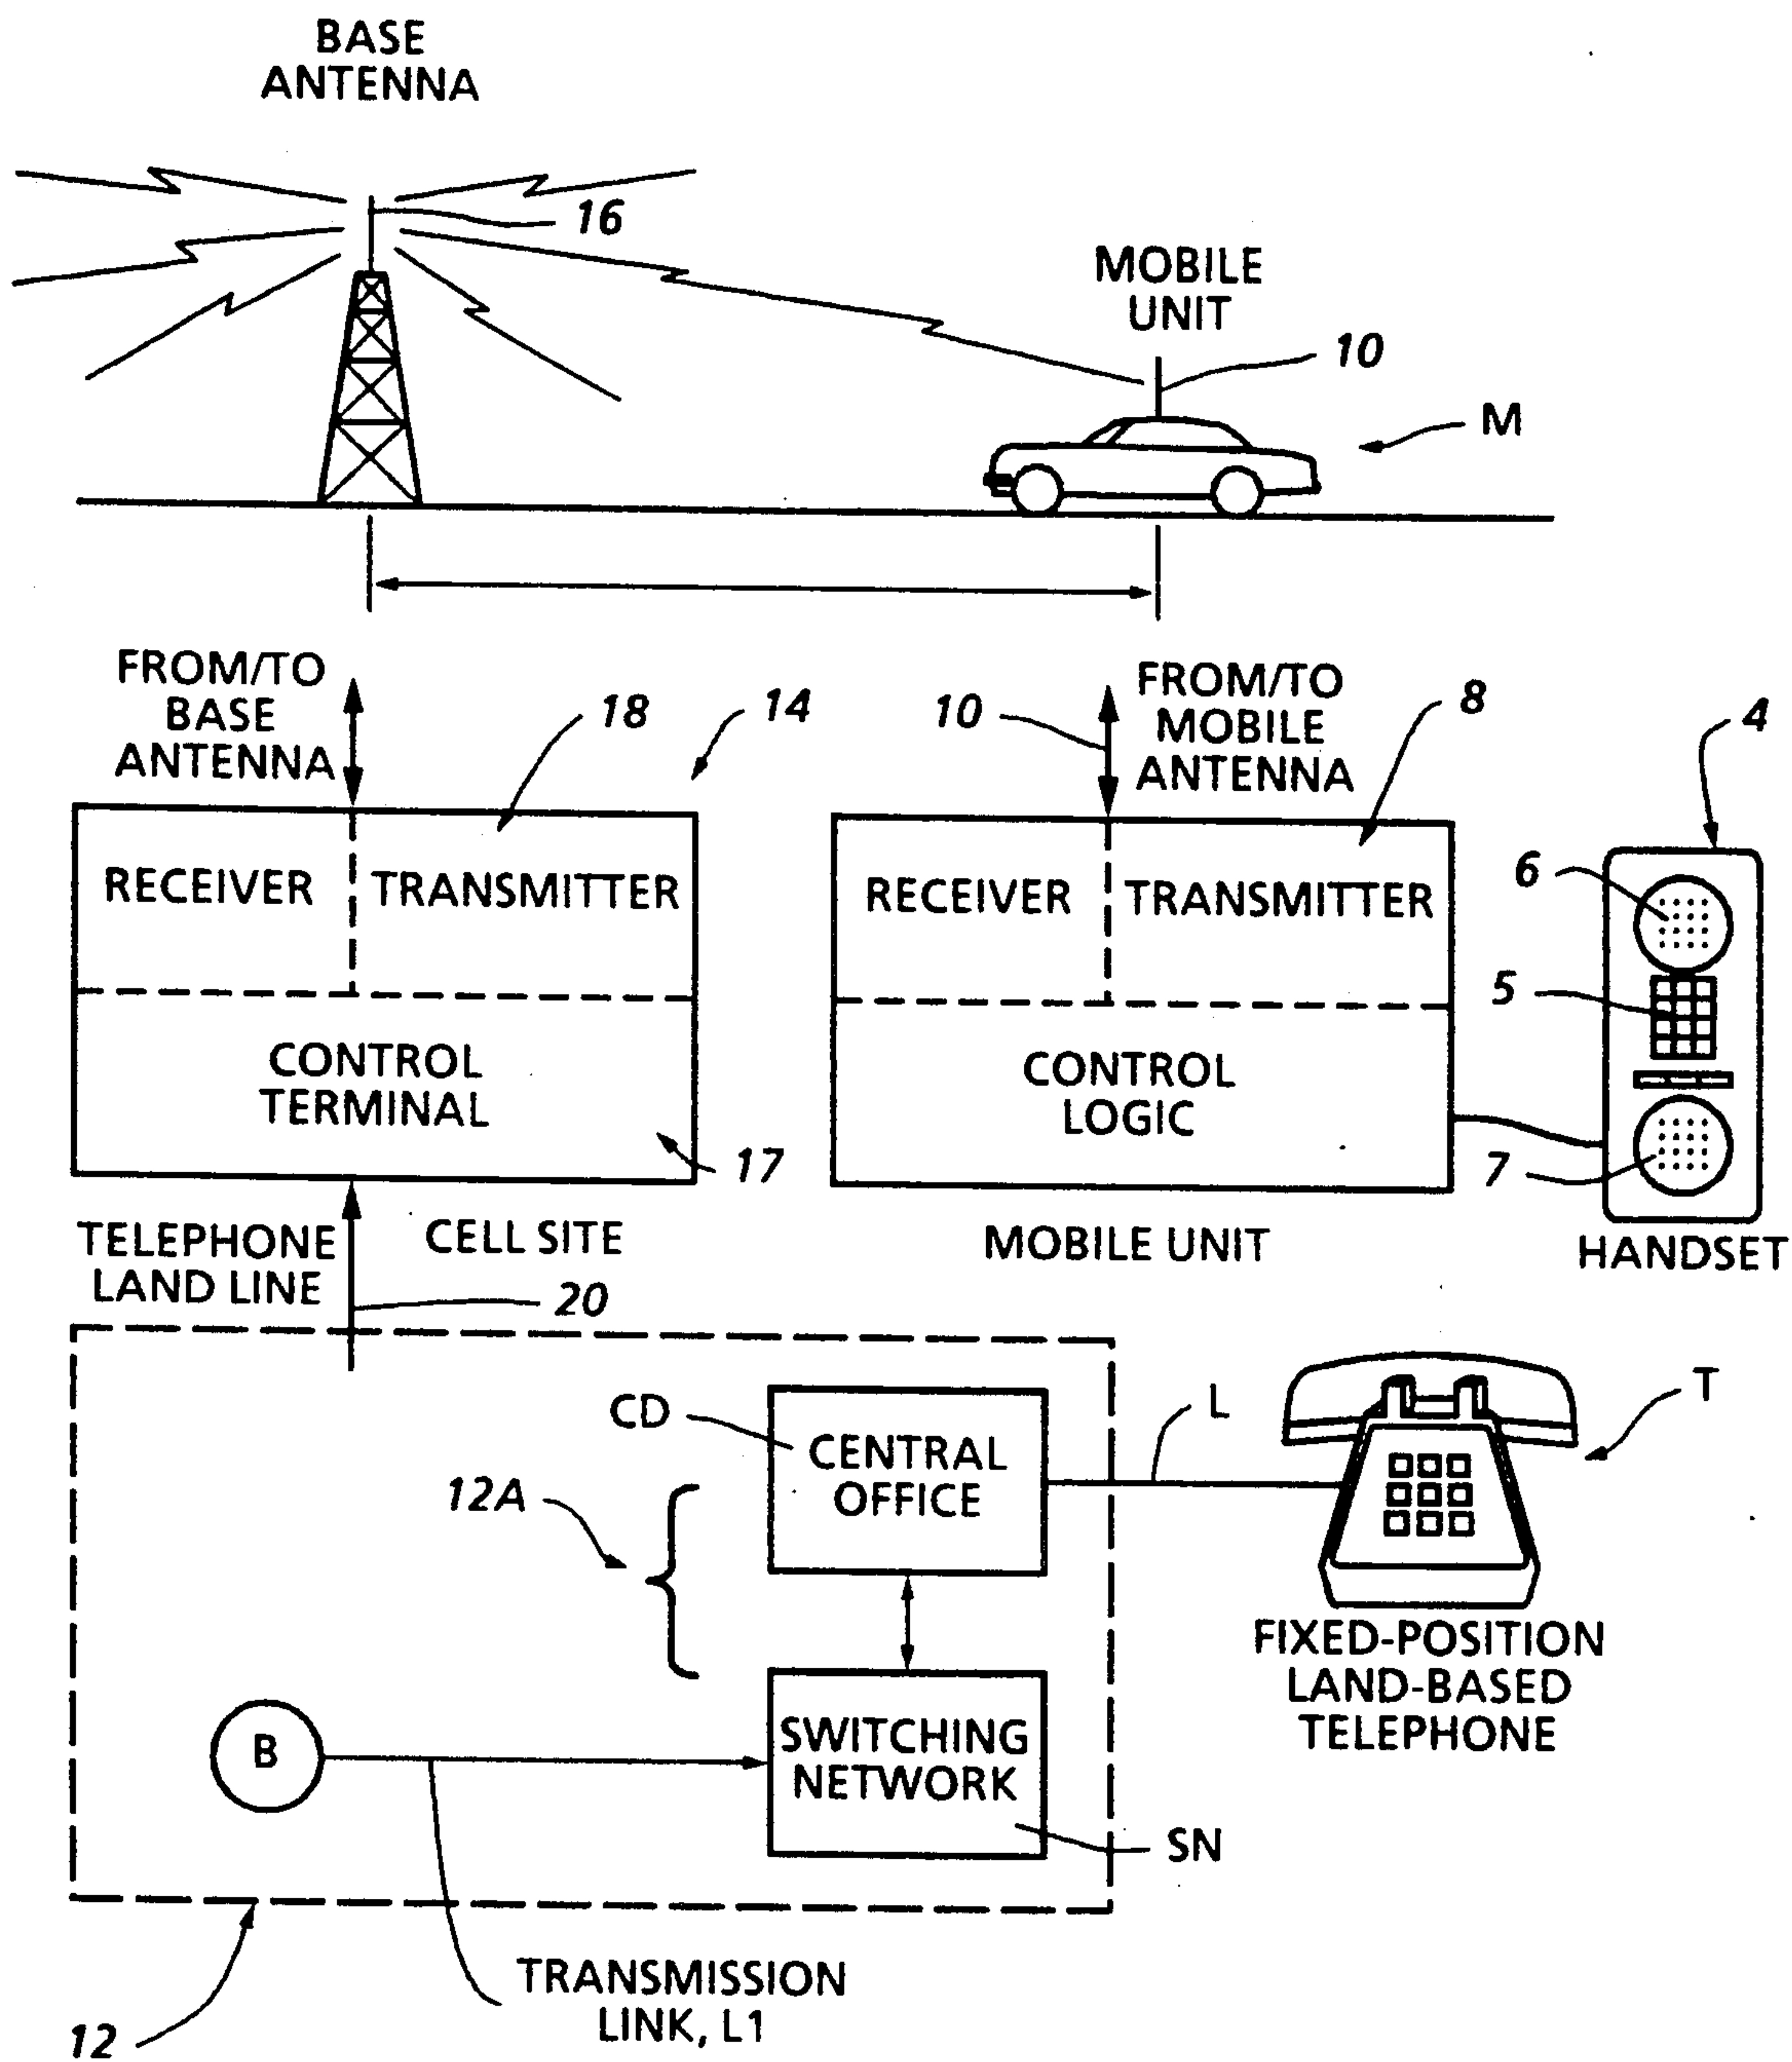 BASE
ANTENNA
16
MOBILE
UNIT
10
M
FROM/TO
BASE
ANTENNA
18
14
10
FROM/TO
MOBILE
ANTENNA
8
4
RECEIVER
TRANSMITTER
CONTROL
TERMINAL
17
RECEIVER
TRANSMITTER
CONTROL
LOGIC
6
5
7
TELEPHONE
LAND LINE
CELL SITE
20
MOBILE UNIT
HANDSET
CD
CENTRAL
OFFICE
L
T
12A
FIXED-POSITION
LAND-BASED
TELEPHONE
B
SWITCHING
NETWORK
SN
TRANSMISSION
LINK, L1
12